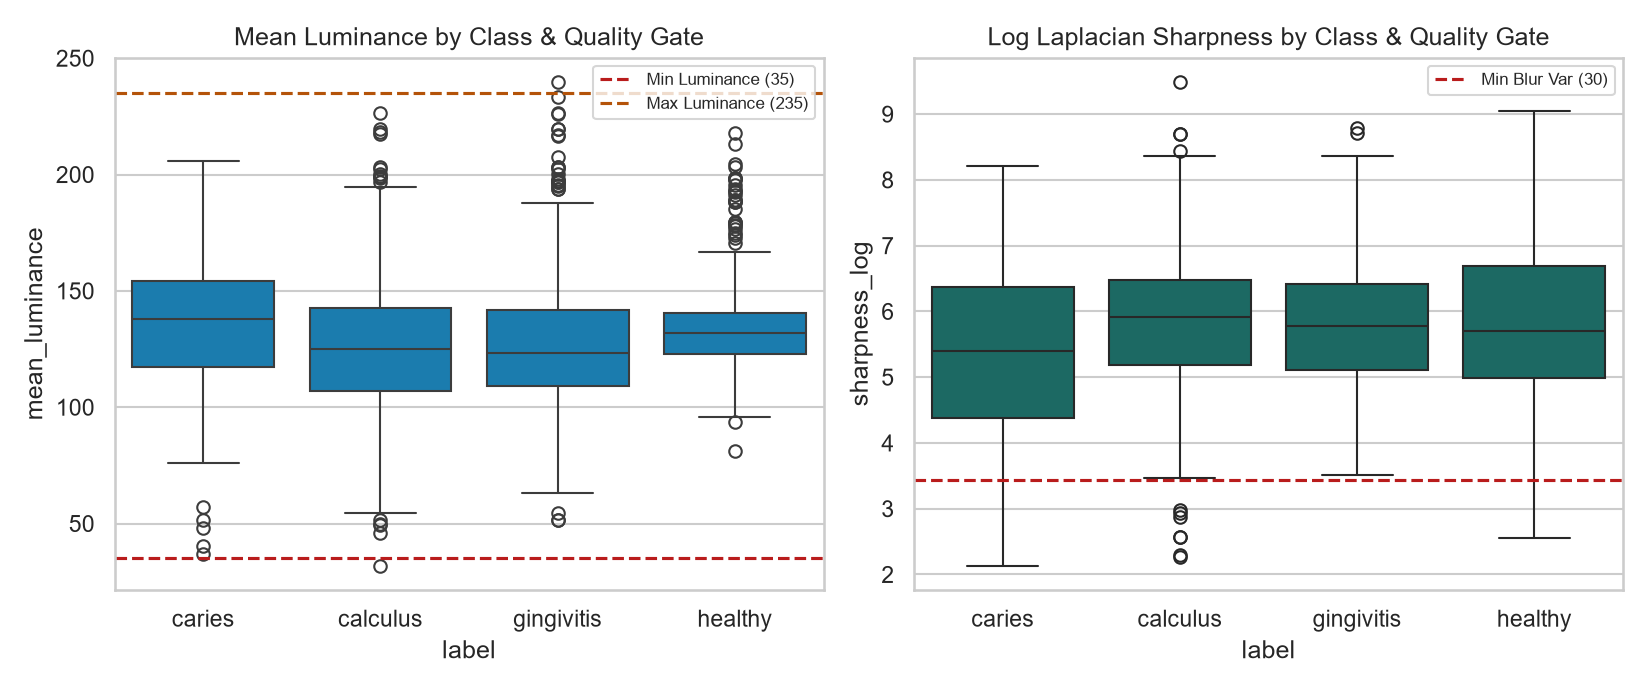 Mean Luminance by Class & Quality Gate
250
200
150
100
50
mean_luminance
Min Luminance (35)
Max Luminance (235)
caries calculus gingivitis healthy
label
Log Laplacian Sharpness by Class & Quality Gate
9
8
7
6
5
4
3
2
sharpness_log
Min Blur Var (30)
caries calculus gingivitis healthy
label